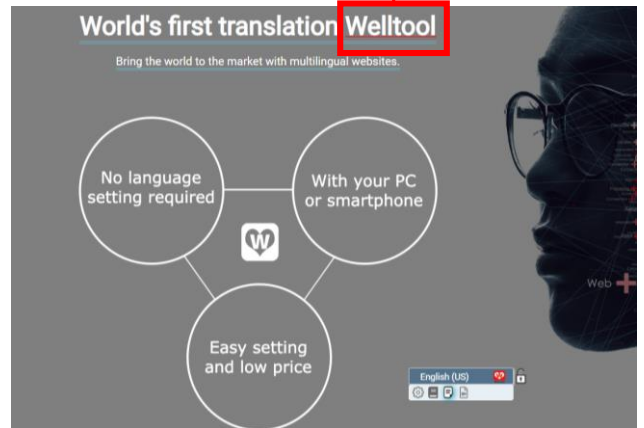 World's first translation Welltool
Bring the world to the market with multilingual websites.
No language
setting required
With your PC
or smartphone
W
Easy setting
and low price
Web
English (US)